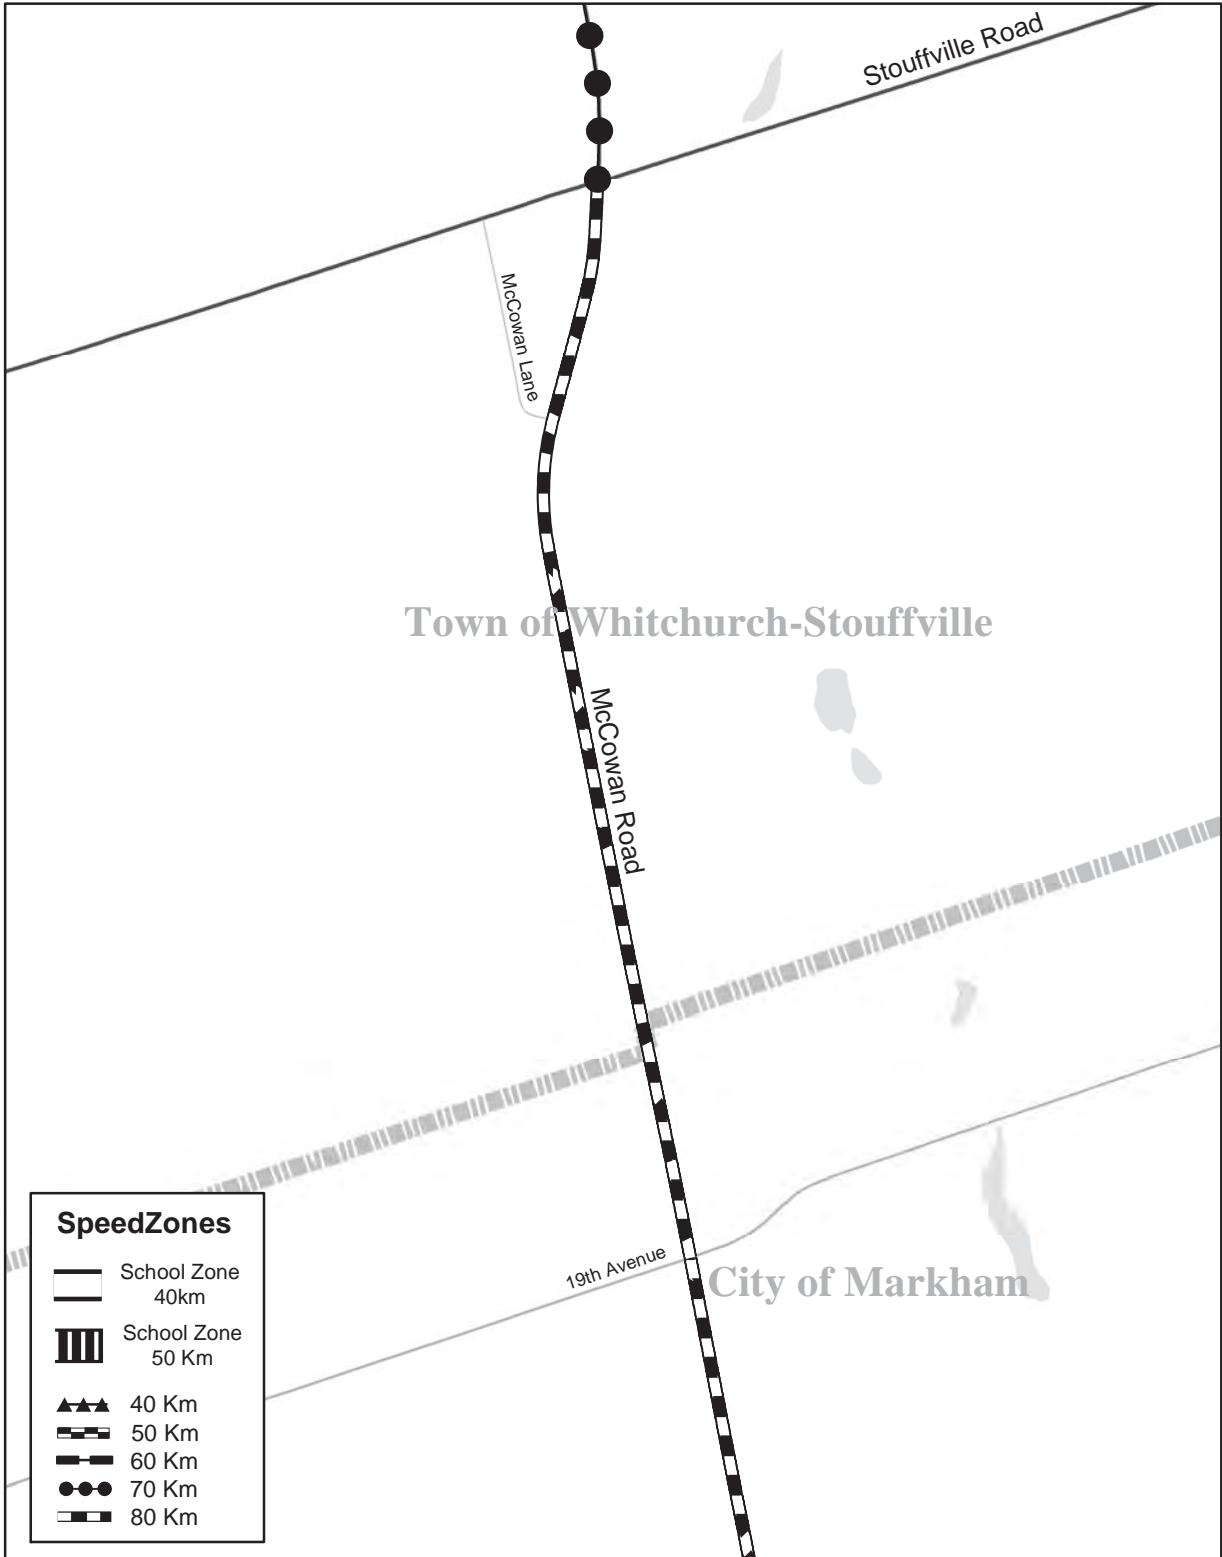 Stouffville Road
McCowan Lane
Town of Whitchurch-Stouffville
McCowan Road
19th Avenue
City of Markham
SpeedZones
School Zone
40km
School Zone
50 Km
40 Km
50 Km
60 Km
70 Km
80 Km